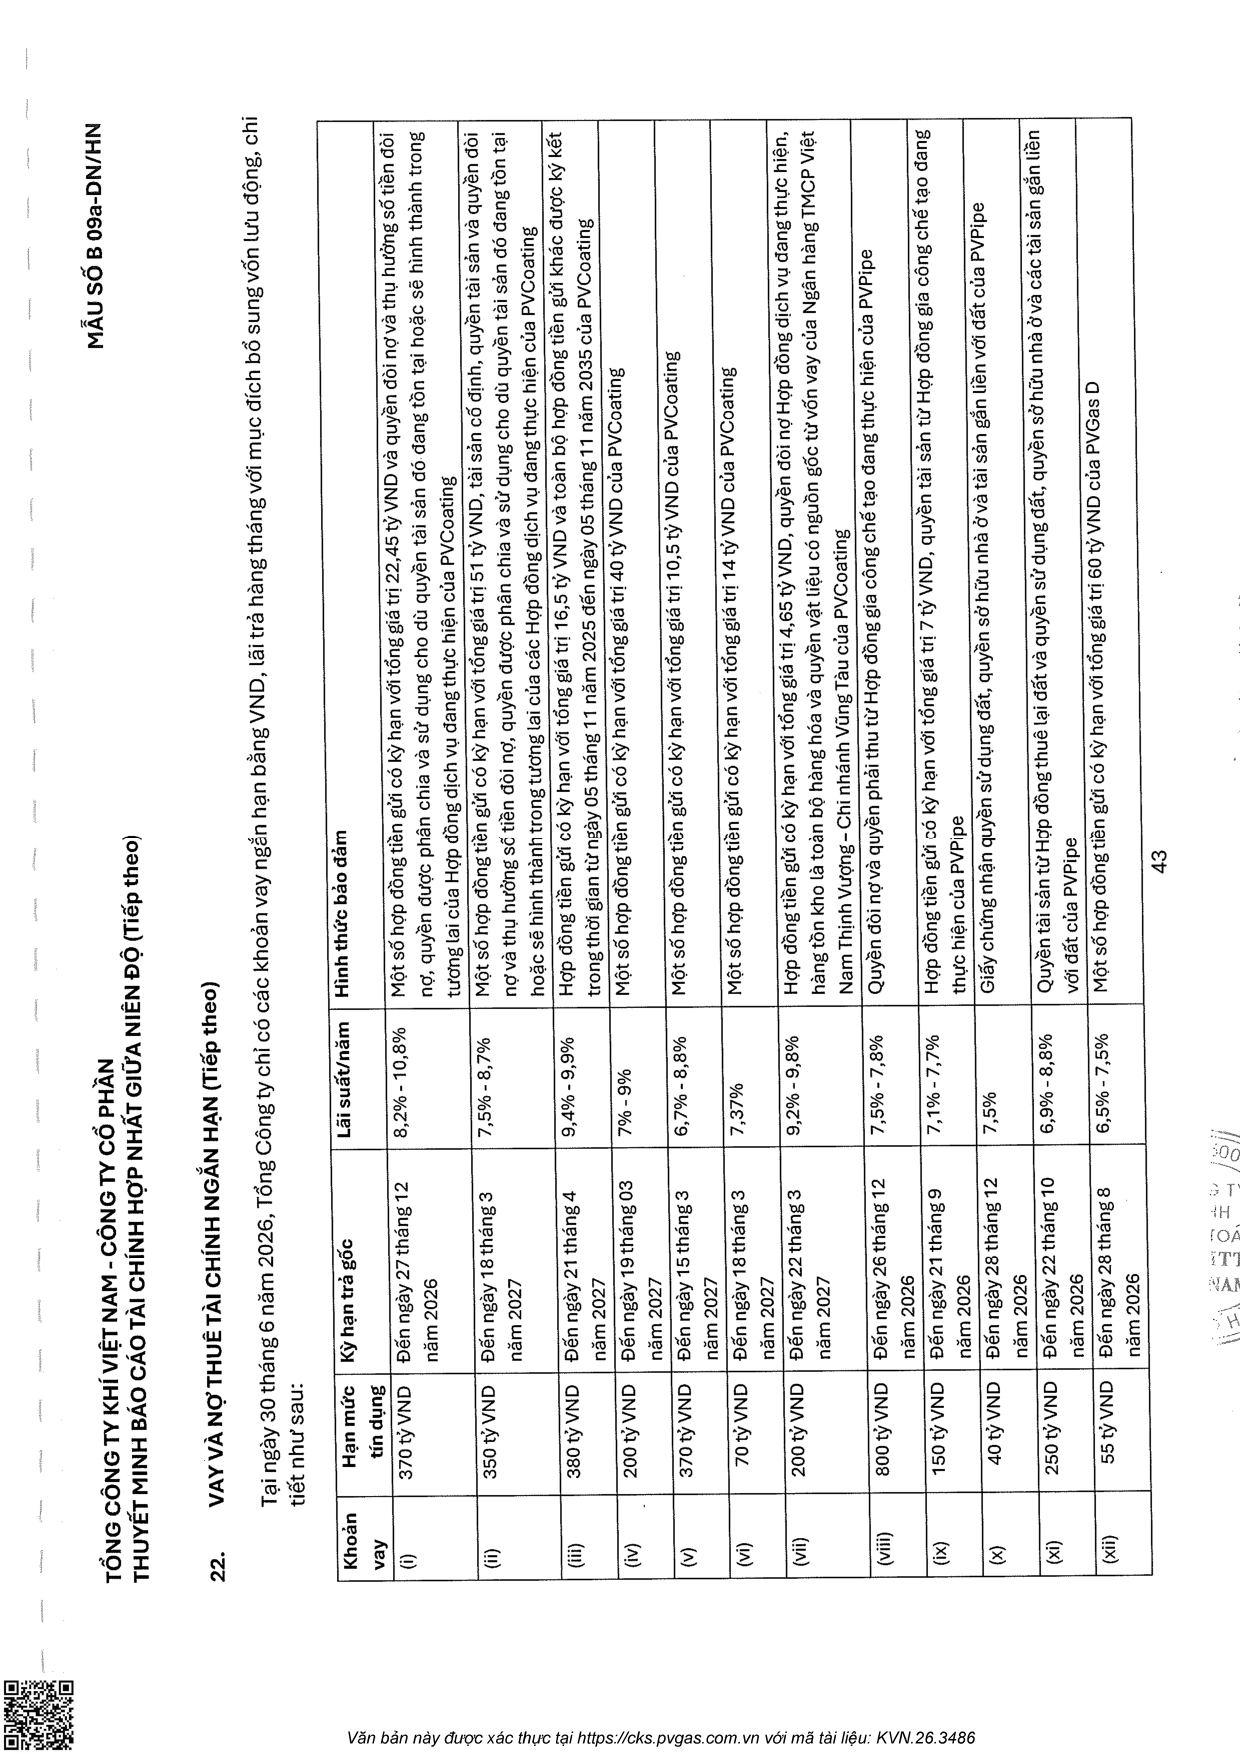 TỔNG CÔNG TY KHÍ VIỆT NAM - CÔNG TY CỔ PHẦN
THUYẾT MINH BÁO CÁO TÀI CHÍNH HỢP NHẤT GIỮA NIÊN ĐỘ (Tiếp theo)
MẪU SỐ B 09a-DN/HN
22. VAY VÀ NỢ THUÊ TÀI CHÍNH NGẮN HẠN (Tiếp theo)
Tại ngày 30 tháng 6 năm 2026, Tổng Công ty chỉ có các khoản vay ngắn hạn bằng VND, lãi trả hàng tháng với mục đích bổ sung vốn lưu động, chi
tiết như sau:
Khoản vay | Hạn mức tín dụng | Kỳ hạn trả gốc | Lãi suất/năm | Hình thức bảo đảm
(i) | 370 tỷ VND | Đến ngày 27 tháng 12 năm 2026 | 8,2% - 10,8% | Một số hợp đồng tiền gửi có kỳ hạn với tổng giá trị 22,45 tỷ VND và quyền đòi nợ và thụ hưởng số tiền đòi
nợ, quyền được phân chia và sử dụng cho dù quyền tài sản đó đang tồn tại hoặc sẽ hình thành trong
tương lai của Hợp đồng dịch vụ đang thực hiện của PVCoating
(ii) | 350 tỷ VND | Đến ngày 18 tháng 3 năm 2027 | 7,5% - 8,7% | Một số hợp đồng tiền gửi có kỳ hạn với tổng giá trị 51 tỷ VND, tài sản cố định, quyền tài sản và quyền đòi
nợ và thụ hưởng số tiền đòi nợ, quyền được phân chia và sử dụng cho dù quyền tài sản đó đang tồn tại
hoặc sẽ hình thành trong tương lai của các Hợp đồng dịch vụ đang thực hiện của PVCoating
(iii) | 380 tỷ VND | Đến ngày 21 tháng 4 năm 2027 | 9,4% - 9,9% | Hợp đồng tiền gửi có kỳ hạn với tổng giá trị 16,5 tỷ VND và toàn bộ hợp đồng tiền gửi khác được ký kết
trong thời gian từ ngày 05 tháng 11 năm 2025 đến ngày 05 tháng 11 năm 2035 của PVCoating
(iv) | 200 tỷ VND | Đến ngày 19 tháng 03 năm 2027 | 7% - 9% | Một số hợp đồng tiền gửi có kỳ hạn với tổng giá trị 40 tỷ VND của PVCoating
(v) | 370 tỷ VND | Đến ngày 15 tháng 3 năm 2027 | 6,7% - 8,8% | Một số hợp đồng tiền gửi có kỳ hạn với tổng giá trị 10,5 tỷ VND của PVCoating
(vi) | 70 tỷ VND | Đến ngày 18 tháng 3 năm 2027 | 7,37% | Một số hợp đồng tiền gửi có kỳ hạn với tổng giá trị 14 tỷ VND của PVCoating
(vii) | 200 tỷ VND | Đến ngày 22 tháng 3 năm 2027 | 9,2% - 9,8% | Hợp đồng tiền gửi có kỳ hạn với tổng giá trị 4,65 tỷ VND, quyền đòi nợ Hợp đồng dịch vụ đang thực hiện,
hàng tồn kho là toàn bộ hàng hóa và quyền vật liệu có nguồn gốc từ vốn vay của Ngân hàng TMCP Việt
Nam Thịnh Vượng – Chi nhánh Vũng Tàu của PVCoating
(viii) | 800 tỷ VND | Đến ngày 26 tháng 12 năm 2026 | 7,5% - 7,8% | Quyền đòi nợ và quyền phải thu từ Hợp đồng gia công chế tạo đang thực hiện của PVPipe
(ix) | 150 tỷ VND | Đến ngày 21 tháng 9 năm 2026 | 7,1% - 7,7% | Hợp đồng tiền gửi có kỳ hạn với tổng giá trị 7 tỷ VND, quyền tài sản từ Hợp đồng gia công chế tạo đang
thực hiện của PVPipe
(x) | 40 tỷ VND | Đến ngày 28 tháng 12 năm 2026 | 7,5% | Giấy chứng nhận quyền sử dụng đất, quyền sở hữu nhà ở và tài sản gắn liền với đất của PVPipe
(xi) | 250 tỷ VND | Đến ngày 22 tháng 10 năm 2026 | 6,9% - 8,8% | Quyền tài sản từ Hợp đồng thuê lại đất và quyền sử dụng đất, quyền sở hữu nhà ở và các tài sản gắn liền
với đất của PVPipe
(xii) | 55 tỷ VND | Đến ngày 28 tháng 8 năm 2026 | 6,5% - 7,5% | Một số hợp đồng tiền gửi có kỳ hạn với tổng giá trị 60 tỷ VND của PVGas D
43
Văn bản này được xác thực tại https://cks.pvgas.com.vn với mã tài liệu: KVN.26.3486